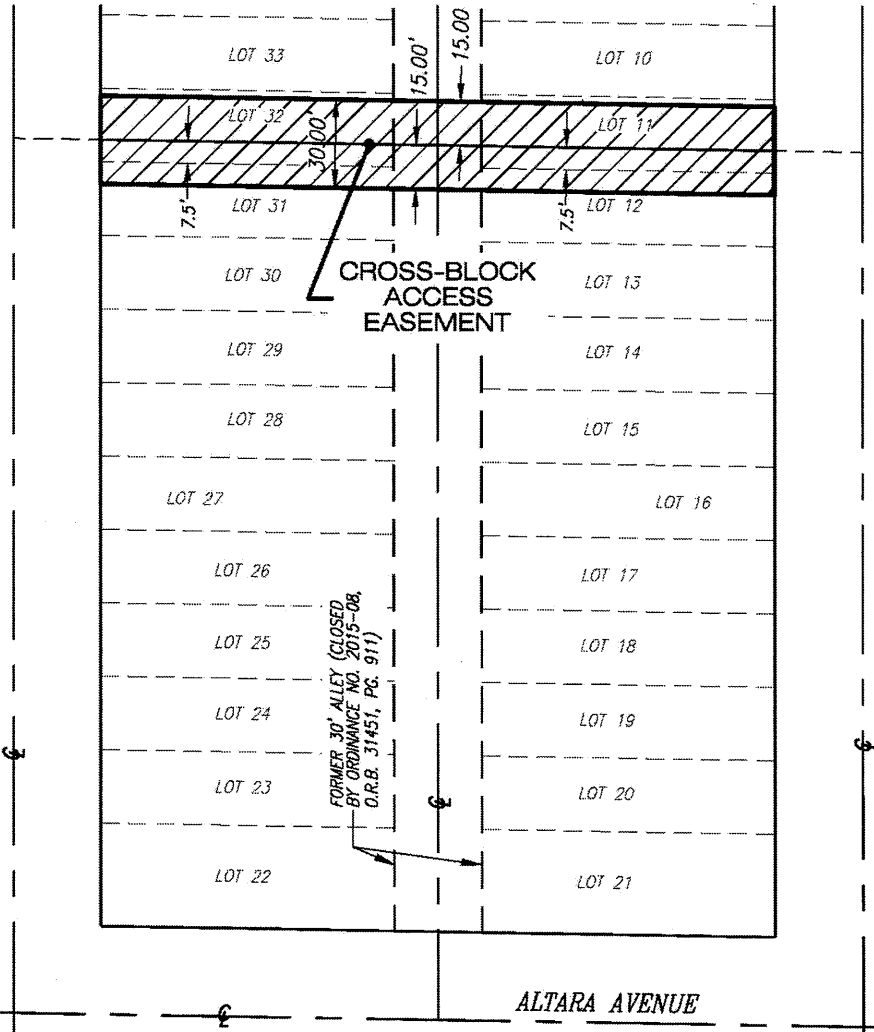 LOT 33
15.00'
15.00
LOT 10
LOT 32
LOT 11
30.00'
7.5'
LOT 31
7.5'
LOT 12
CROSS-BLOCK
ACCESS
EASEMENT
LOT 30
LOT 13
LOT 29
LOT 14
LOT 28
LOT 15
LOT 27
LOT 16
LOT 26
LOT 17
FORMER 30' ALLEY (CLOSED
BY ORDINANCE NO. 2015-08,
O.R.B. 31451, PG. 911)
LOT 25
LOT 18
LOT 24
LOT 19
LOT 23
LOT 20
LOT 22
LOT 21
℄
℄
℄
℄
ALTARA AVENUE